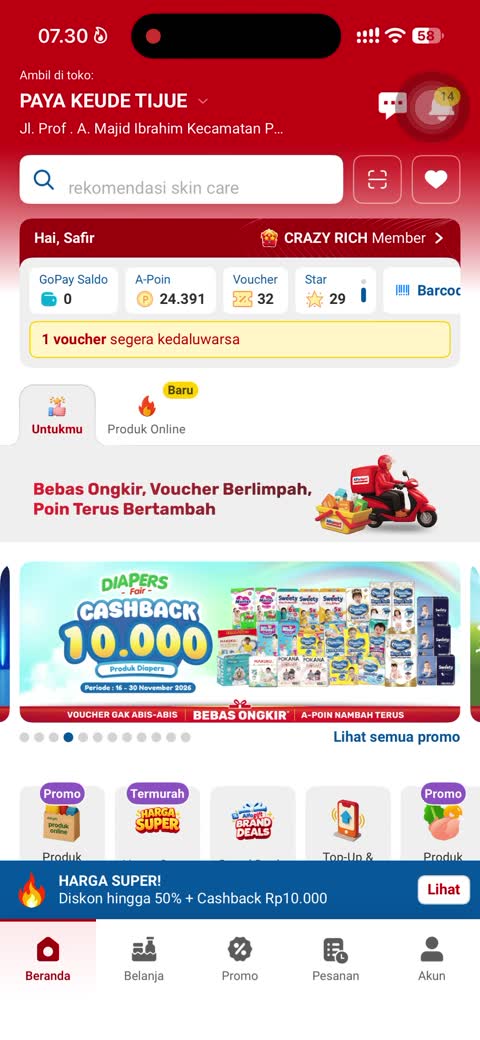 07.30
58
Ambil di toko:
PAYA KEUDE TIJUE
14
Jl. Prof . A. Majid Ibrahim Kecamatan P...
rekomendasi skin care
Hai, Safir
CRAZY RICH Member
GoPay Saldo
0
A-Poin
P 24.391
Voucher
32
Star
29
Barcod
1 voucher segera kedaluwarsa
Untukmu
Baru
Produk Online
Bebas Ongkir, Voucher Berlimpah,
Poin Terus Bertambah
DIAPERS
- Fair -
CASHBACK
10.000
Produk Diapers
Periode : 16 - 30 November 2026
VOUCHER GAK ABIS-ABIS
BEBAS ONGKIR*
A-POIN NAMBAH TERUS
Lihat semua promo
Promo
produk online
Produk
Termurah
HARGA SUPER
Alfagift BRAND DEALS
Top-Up &
Promo
Produk
HARGA SUPER!
Diskon hingga 50% + Cashback Rp10.000
Lihat
Beranda
Belanja
Promo
Pesanan
Akun